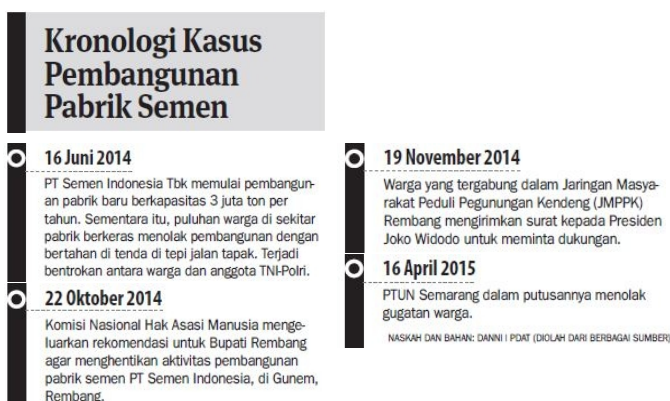 Kronologi Kasus
Pembangunan
Pabrik Semen
16 Juni 2014
PT Semen Indonesia Tbk memulai pembangun-
an pabrik baru berkapasitas 3 juta ton per
tahun. Sementara itu, puluhan warga di sekitar
pabrik berkeras menolak pembangunan dengan
bertahan di tenda di tepi jalan tapak. Terjadi
bentrokan antara warga dan anggota TNI-Polri.
22 Oktober 2014
Komisi Nasional Hak Asasi Manusia menge-
luarkan rekomendasi untuk Bupati Rembang
agar menghentikan aktivitas pembangunan
pabrik semen PT Semen Indonesia, di Gunem,
Rembang.
19 November 2014
Warga yang tergabung dalam Jaringan Masya-
rakat Peduli Pegunungan Kendeng (JMPPK)
Rembang mengirimkan surat kepada Presiden
Joko Widodo untuk meminta dukungan.
16 April 2015
PTUN Semarang dalam putusannya menolak
gugatan warga.
NASKAH DAN BAHAN: DANNI | PDAT (DIOLAH DARI BERBAGAI SUMBER)